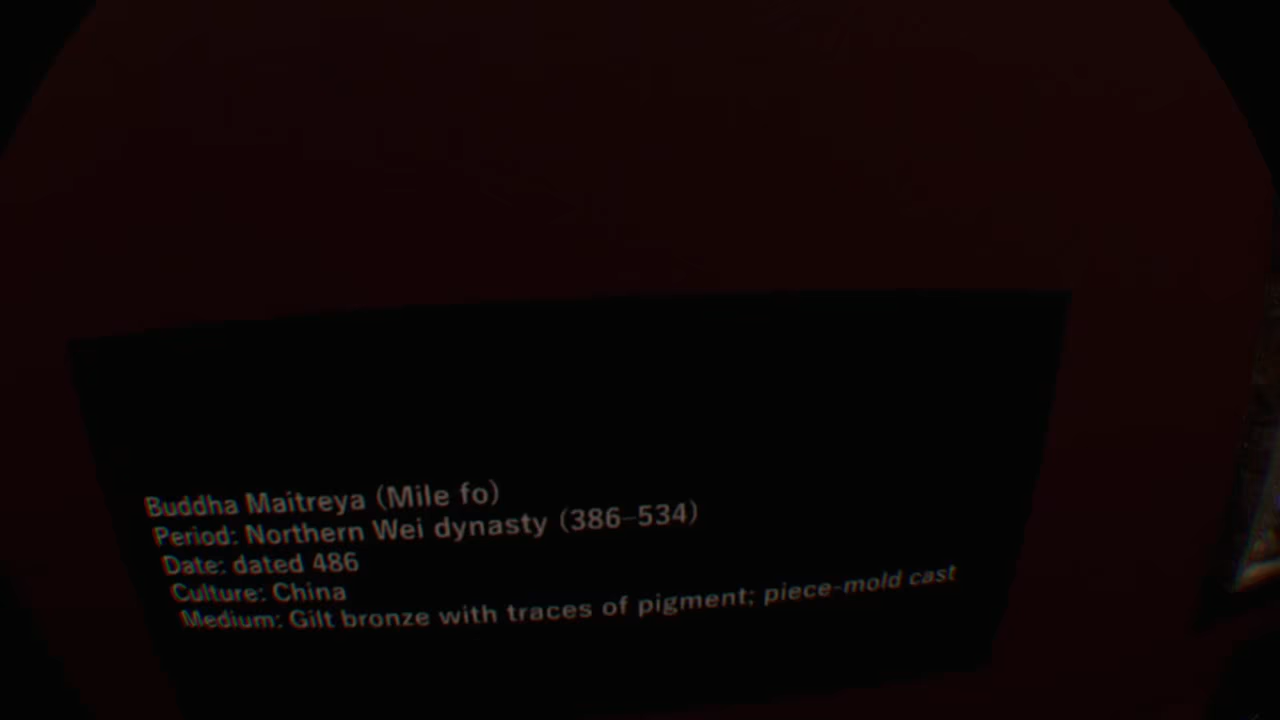 Buddha Maitreya (Mile fo)
Period: Northern Wei dynasty (386–534)
Date: dated 486
Culture: China
Medium: Gilt bronze with traces of pigment; piece-mold cast